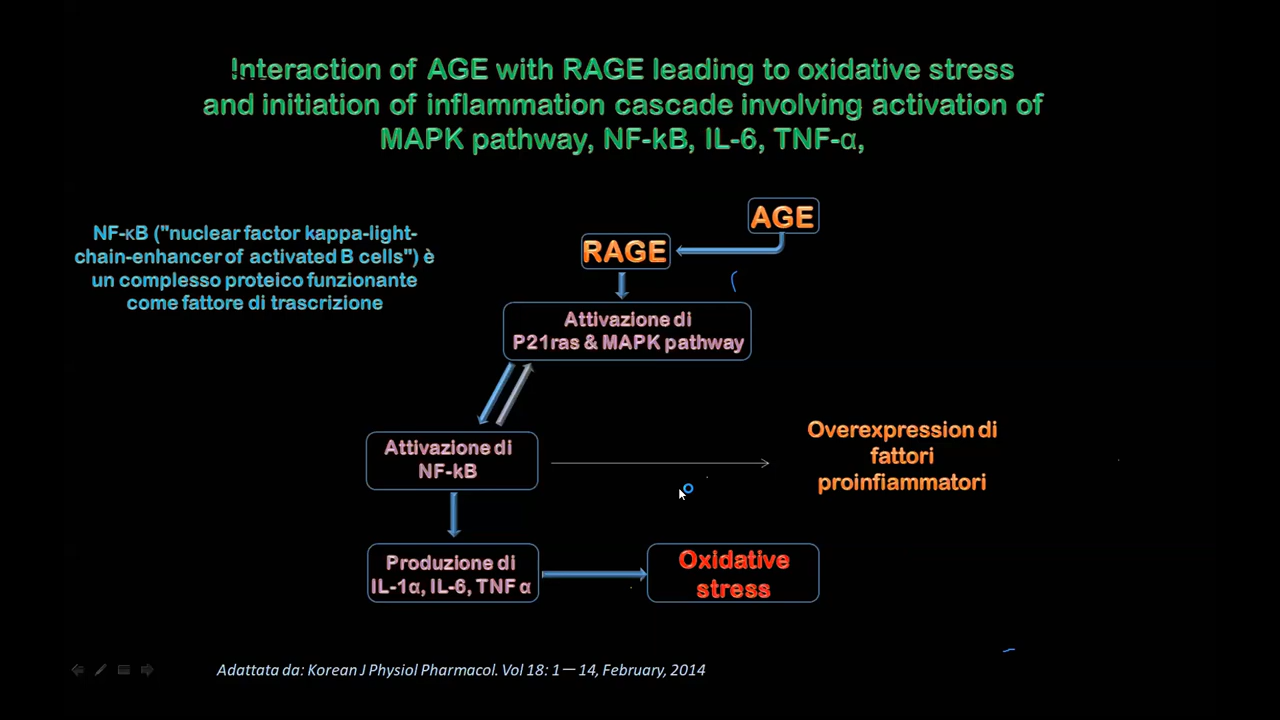 Interaction of AGE with RAGE leading to oxidative stress
and initiation of inflammation cascade involving activation of
MAPK pathway, NF-kB, IL-6, TNF-α,
AGE
RAGE
NF-κB ("nuclear factor kappa-light-
chain-enhancer of activated B cells") è
un complesso proteico funzionante
come fattore di trascrizione
Attivazione di
P21ras & MAPK pathway
Attivazione di
NF-kB
Overexpression di
fattori
proinfiammatori
Produzione di
IL-1α, IL-6, TNF α
Oxidative
stress
Adattata da: Korean J Physiol Pharmacol. Vol 18: 1－14, February, 2014